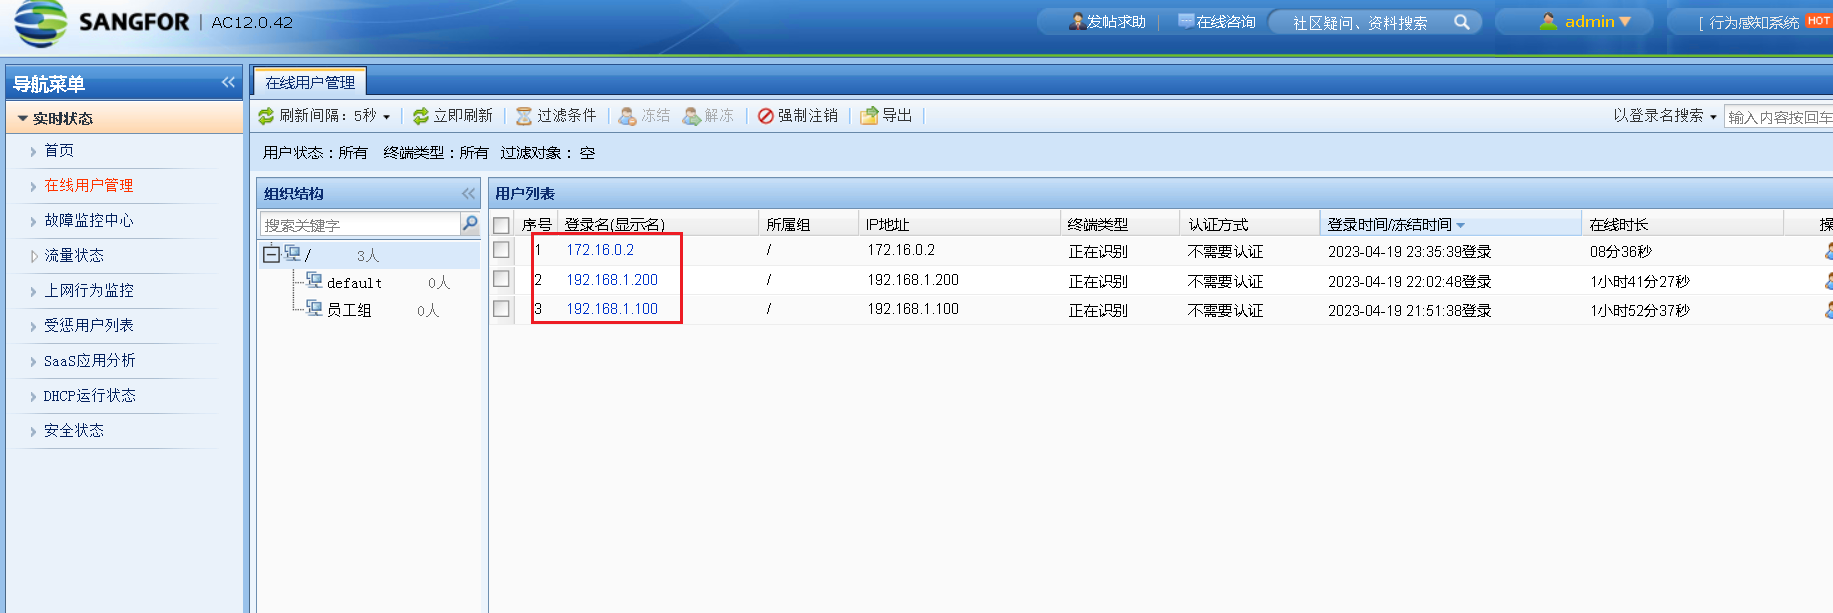 SANGFOR | AC12.0.42
发帖求助
在线咨询
社区疑问、资料搜索
admin
[ 行为感知系统 HOT
导航菜单
实时状态
首页
在线用户管理
故障监控中心
流量状态
上网行为监控
受惩用户列表
SaaS应用分析
DHCP运行状态
安全状态
在线用户管理
刷新间隔：5秒 立即刷新 过滤条件 冻结 解冻 强制注销 导出 以登录名搜索 输入内容按回车
用户状态：所有 终端类型：所有 过滤对象： 空
组织结构
搜索关键字
/ 3人
default 0人
员工组 0人
用户列表
序号 登录名(显示名) 所属组 IP地址 终端类型 认证方式 登录时间/冻结时间 在线时长 操
1 172.16.0.2 / 172.16.0.2 正在识别 不需要认证 2023-04-19 23:35:39登录 08分36秒
2 192.168.1.200 / 192.168.1.200 正在识别 不需要认证 2023-04-19 22:02:48登录 1小时41分27秒
3 192.168.1.100 / 192.168.1.100 正在识别 不需要认证 2023-04-19 21:51:38登录 1小时52分37秒